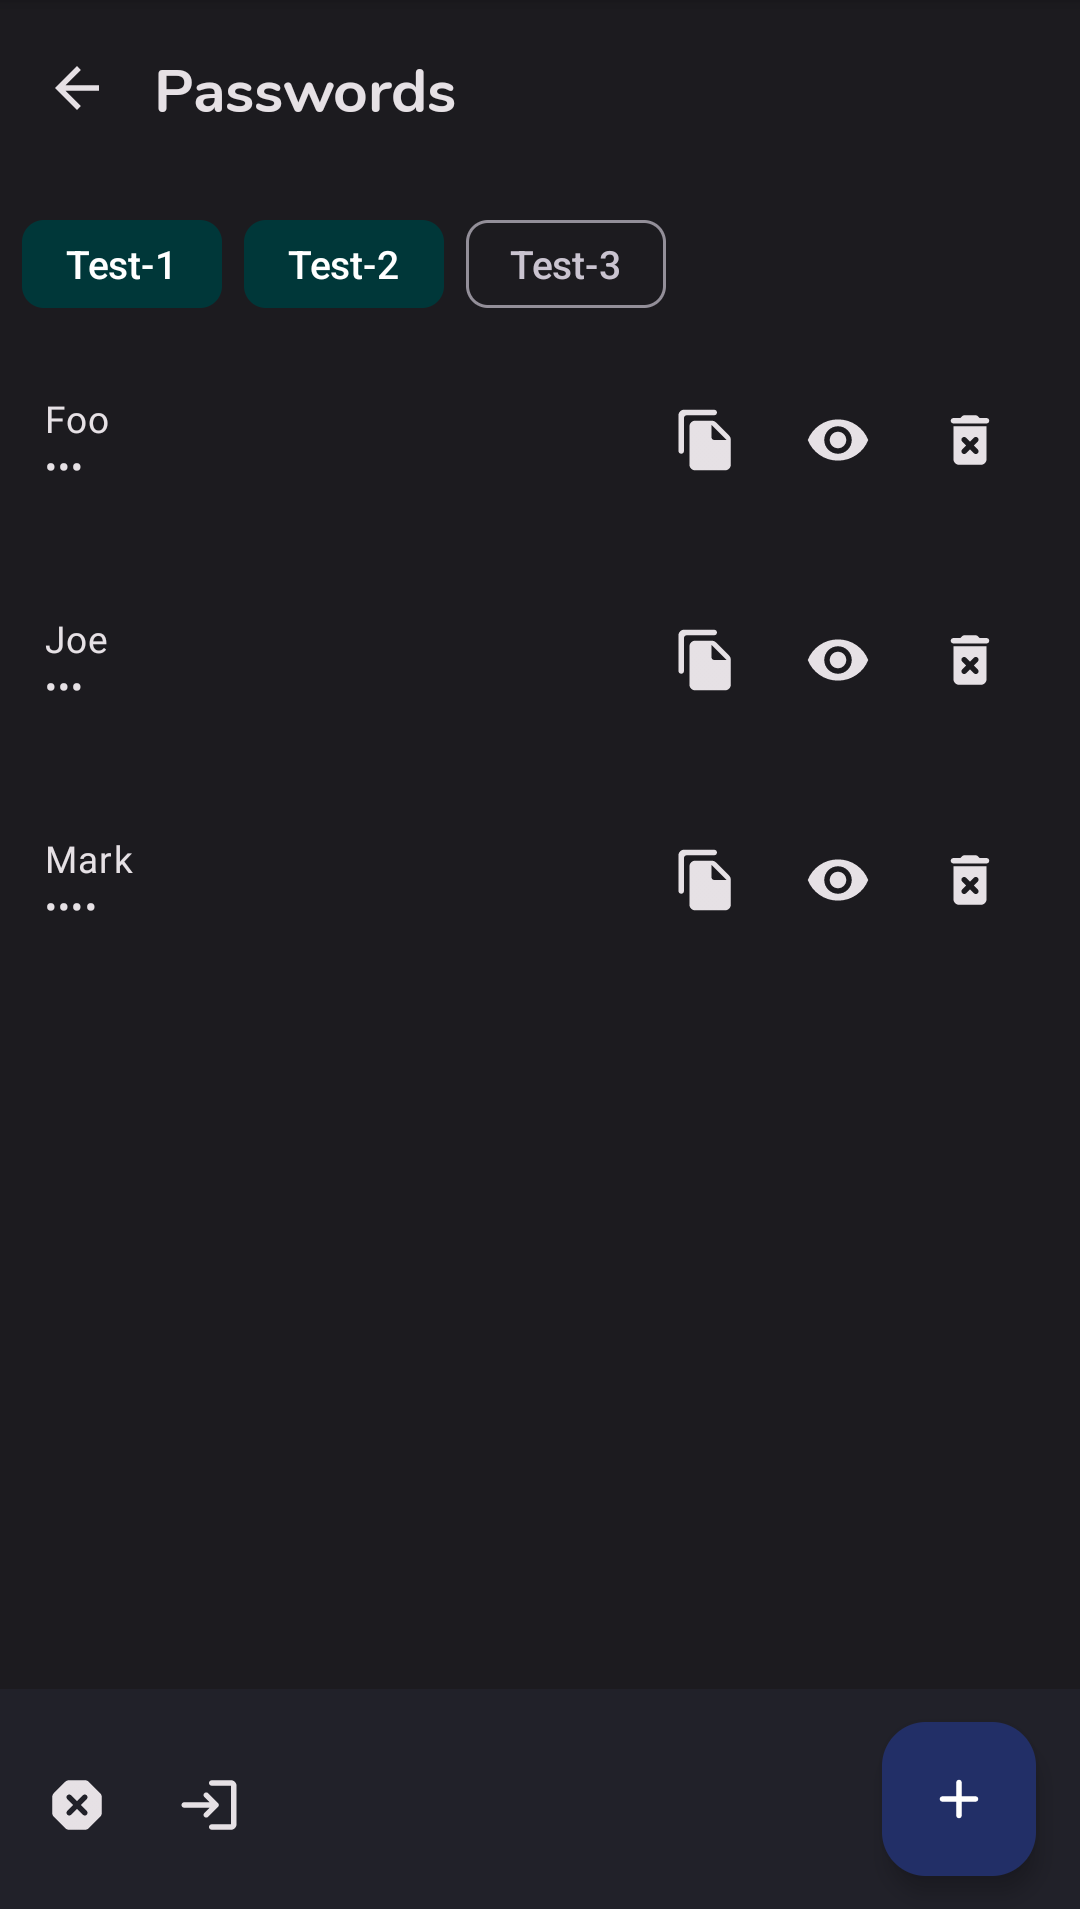 Passwords
Test-1 Test-2 Test-3
Foo
•••
Joe
•••
Mark
••••